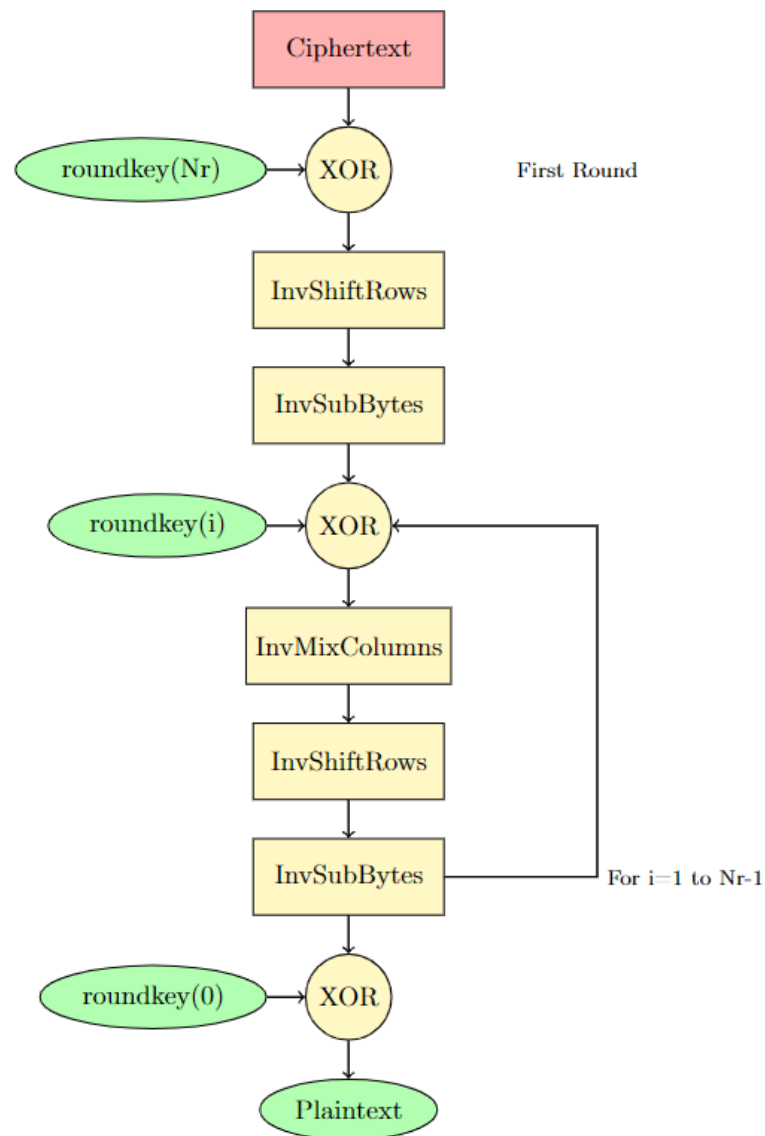 Ciphertext
roundkey(Nr)
XOR
First Round
InvShiftRows
InvSubBytes
roundkey(i)
XOR
InvMixColumns
InvShiftRows
InvSubBytes
For i=1 to Nr-1
roundkey(0)
XOR
Plaintext